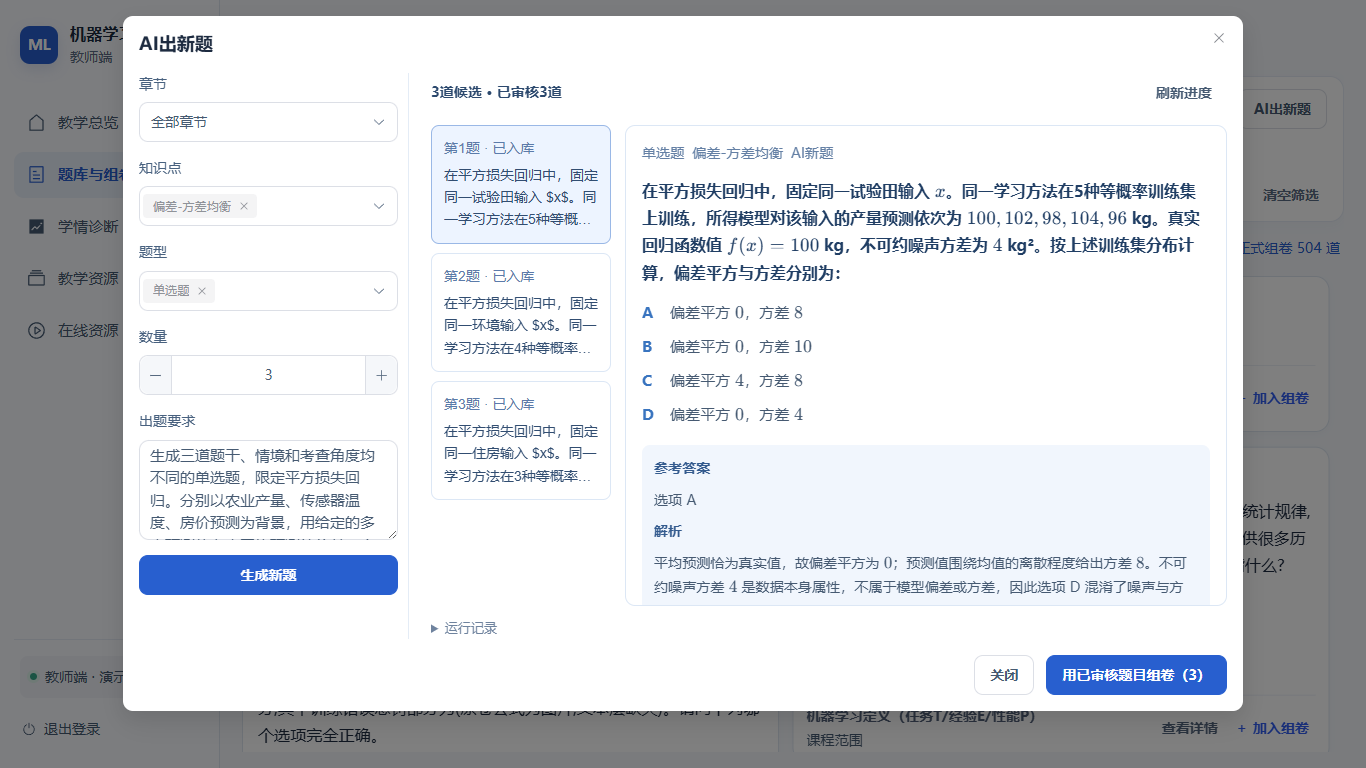 ML
机器学习
教师端
教学总览
题库与组卷
学情诊断
教学资源
在线资源
教师端 · 演示
退出登录
AI出新题
章节
全部章节
知识点
偏差-方差均衡 ×
题型
单选题 ×
数量
− 3 +
出题要求
生成三道题干、情境和考查角度均
不同的单选题，限定平方损失回
归。分别以农业产量、传感器温
度、房价预测为背景，用给定的多
生成新题
3道候选 • 已审核3道
刷新进度
第1题 · 已入库
在平方损失回归中，固定
同一试验田输入 $x$。同
一学习方法在5种等概…
第2题 · 已入库
在平方损失回归中，固定
同一环境输入 $x$。同一
学习方法在4种等概率…
第3题 · 已入库
在平方损失回归中，固定
同一住房输入 $x$。同一
学习方法在3种等概率…
单选题 偏差-方差均衡 AI新题
在平方损失回归中，固定同一试验田输入 x。同一学习方法在5种等概率训练集
上训练，所得模型对该输入的产量预测依次为 100, 102, 98, 104, 96 kg。真实
回归函数值 f(x) = 100 kg，不可约噪声方差为 4 kg²。按上述训练集分布计
算，偏差平方与方差分别为：
A 偏差平方 0，方差 8
B 偏差平方 0，方差 10
C 偏差平方 4，方差 8
D 偏差平方 0，方差 4
参考答案
选项 A
解析
平均预测恰为真实值，故偏差平方为 0；预测值围绕均值的离散程度给出方差 8。不可
约噪声方差 4 是数据本身属性，不属于模型偏差或方差，因此选项 D 混淆了噪声与方
运行记录
关闭
用已审核题目组卷（3）
AI出新题
清空筛选
正式组卷 504 道
加入组卷
统计规律,
供很多历
什么?
个选项完全正确。
机器学习定义（任务T/经验E/性能P）
课程范围
查看详情
+ 加入组卷